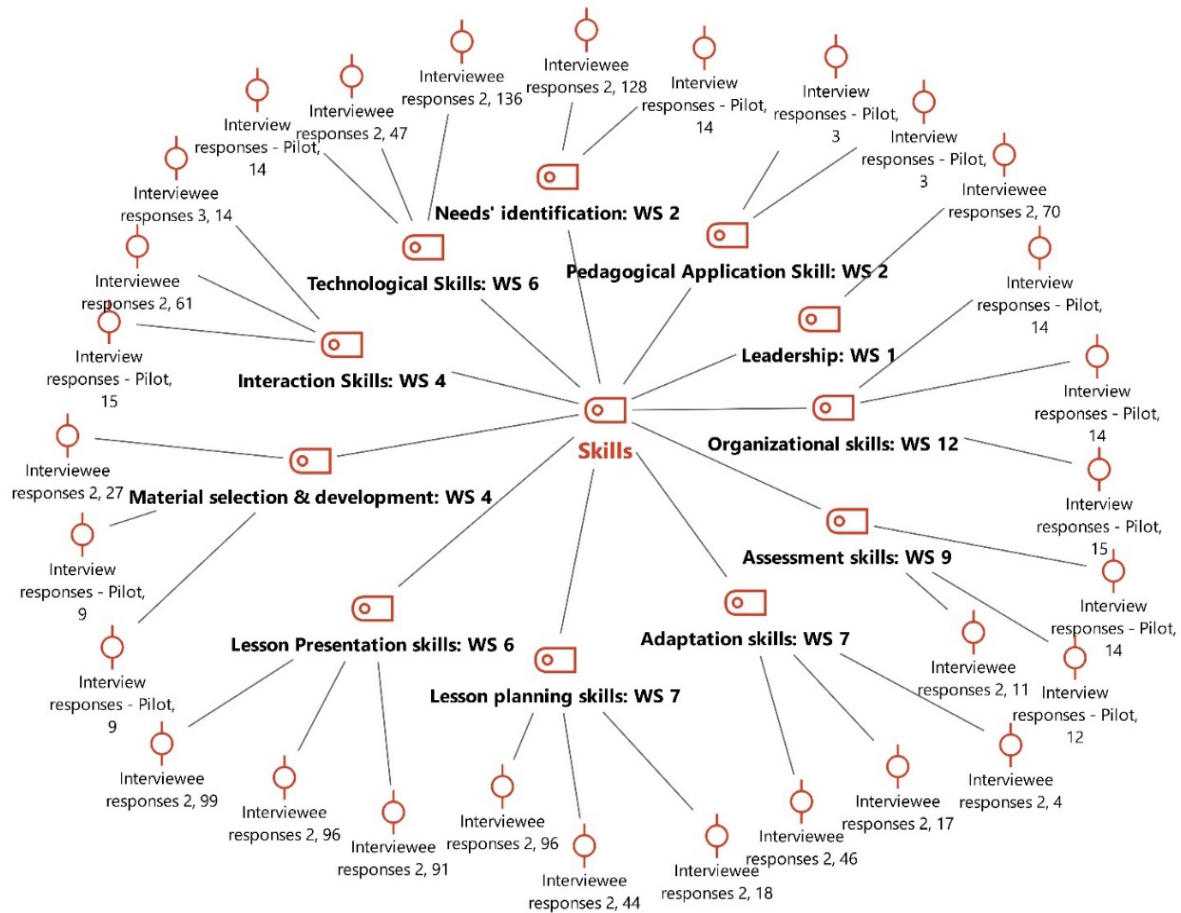 Interviewee
responses 2, 136
Interviewee
responses 2, 128
Interview
responses - Pilot,
14
Interview
responses - Pilot,
3
Interview
responses - Pilot,
3
Interviewee
responses 2, 47
Interview
responses - Pilot,
14
Interviewee
responses 3, 14
Interviewee
responses 2, 61
Interview
responses - Pilot,
15
Interviewee
responses 2, 70
Interview
responses - Pilot,
14
Needs' identification: WS 2
Technological Skills: WS 6
Pedagogical Application Skill: WS 2
Interaction Skills: WS 4
Leadership: WS 1
Organizational skills: WS 12
Interview
responses - Pilot,
14
Interview
responses - Pilot,
15
Skills
Interviewee
responses 2, 27
Material selection & development: WS 4
Interview
responses - Pilot,
9
Interview
responses - Pilot,
9
Assessment skills: WS 9
Interview
responses - Pilot,
14
Interview
responses - Pilot,
12
Interviewee
responses 2, 11
Lesson Presentation skills: WS 6
Lesson planning skills: WS 7
Adaptation skills: WS 7
Interviewee
responses 2, 99
Interviewee
responses 2, 96
Interviewee
responses 2, 91
Interviewee
responses 2, 96
Interviewee
responses 2, 44
Interviewee
responses 2, 18
Interviewee
responses 2, 46
Interviewee
responses 2, 17
Interviewee
responses 2, 4